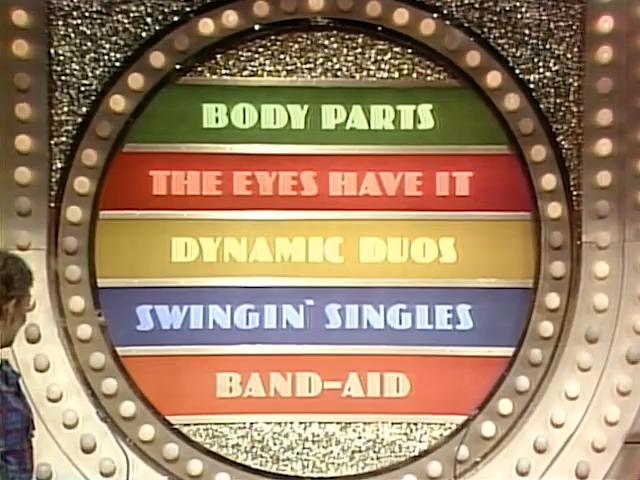 BODY PARTS
THE EYES HAVE IT
DYNAMIC DUOS
SWINGIN' SINGLES
BAND-AID